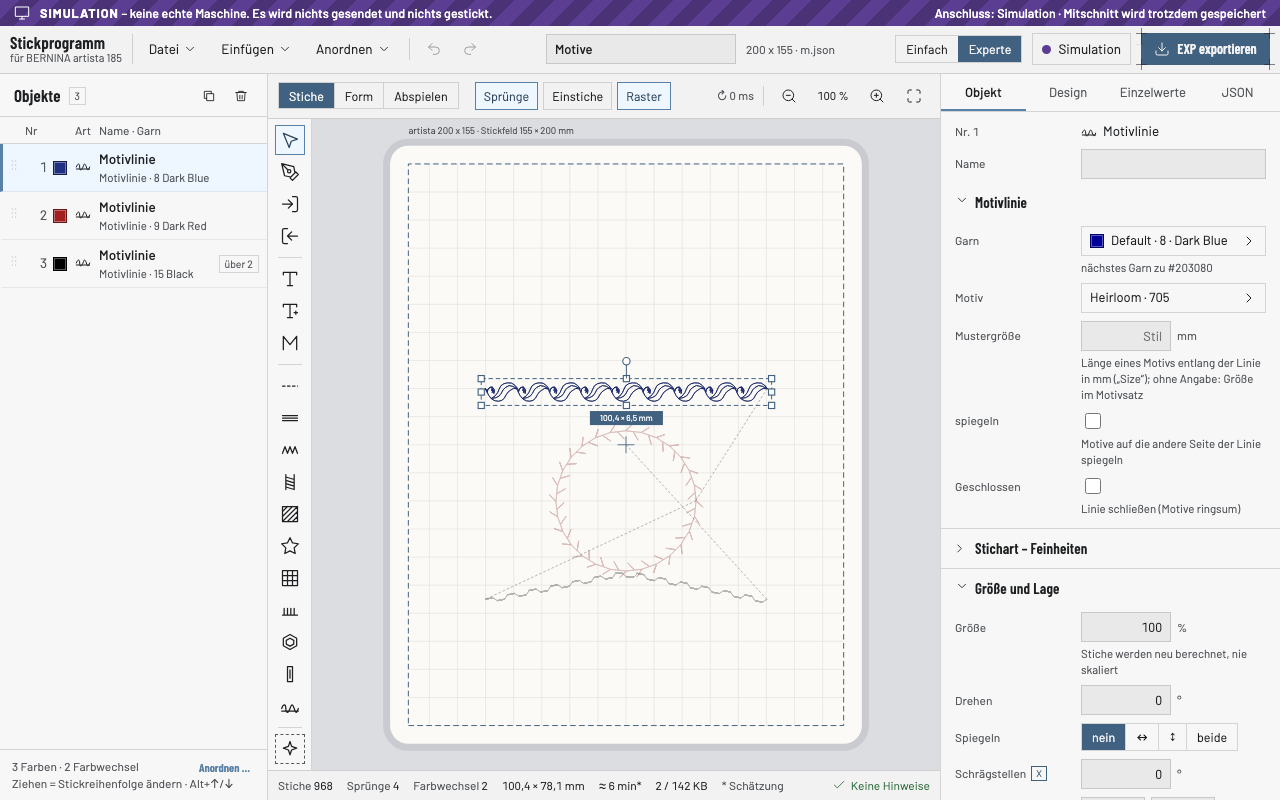 SIMULATION – keine echte Maschine. Es wird nichts gesendet und nichts gestickt.
Anschluss: Simulation · Mitschnitt wird trotzdem gespeichert
Stickprogramm
für BERNINA artista 185
Datei
Einfügen
Anordnen
Motive
200 x 155 · m.json
Einfach
Experte
Simulation
EXP exportieren
Objekte 3
Stiche
Form
Abspielen
Sprünge
Einstiche
Raster
0 ms
100 %
Objekt
Design
Einzelwerte
JSON
Nr Art Name · Garn
1 Motivlinie
Motivlinie · 8 Dark Blue
2 Motivlinie
Motivlinie · 9 Dark Red
3 Motivlinie
Motivlinie · 15 Black
über 2
artista 200 x 155 · Stickfeld 155 × 200 mm
100,4 × 6,5 mm
Nr. 1 Motivlinie
Name
Motivlinie
Garn Default · 8 · Dark Blue
nächstes Garn zu #203080
Motiv Heirloom · 705
Mustergröße Stil mm
Länge eines Motivs entlang der Linie
in mm („Size“); ohne Angabe: Größe
im Motivsatz
spiegeln
Motive auf die andere Seite der Linie
spiegeln
Geschlossen
Linie schließen (Motive ringsum)
Stichart – Feinheiten
Größe und Lage
Größe 100 %
Stiche werden neu berechnet, nie
skaliert
Drehen 0 °
Spiegeln nein ↔ ↕ beide
Schrägstellen X 0 °
3 Farben · 2 Farbwechsel
Anordnen ...
Ziehen = Stickreihenfolge ändern · Alt+↑/↓
Stiche 968 Sprünge 4 Farbwechsel 2 100,4 × 78,1 mm ≈ 6 min* 2 / 142 KB * Schätzung
Keine Hinweise